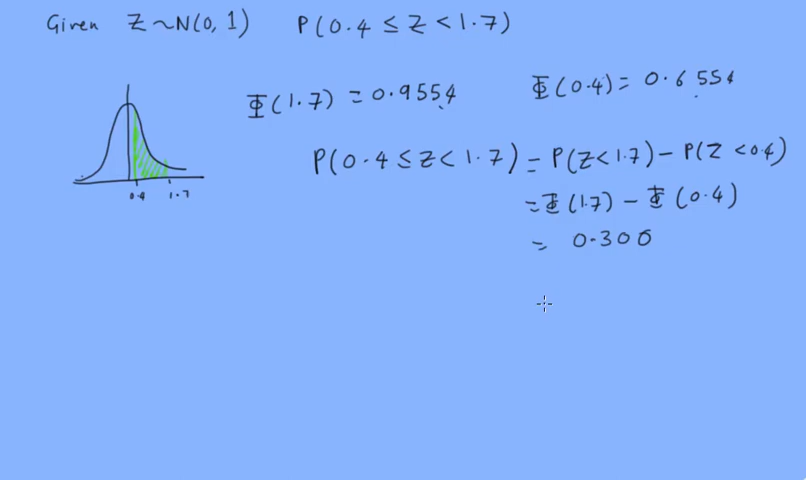 Given Z ~ N(0, 1) P(0.4 ≤ Z < 1.7)
Φ(1.7) = 0.9554 Φ(0.4) = 0.6554
P(0.4 ≤ Z < 1.7) = P(Z < 1.7) − P(Z < 0.4)
= Φ(1.7) − Φ(0.4)
= 0.300
0.4 1.7